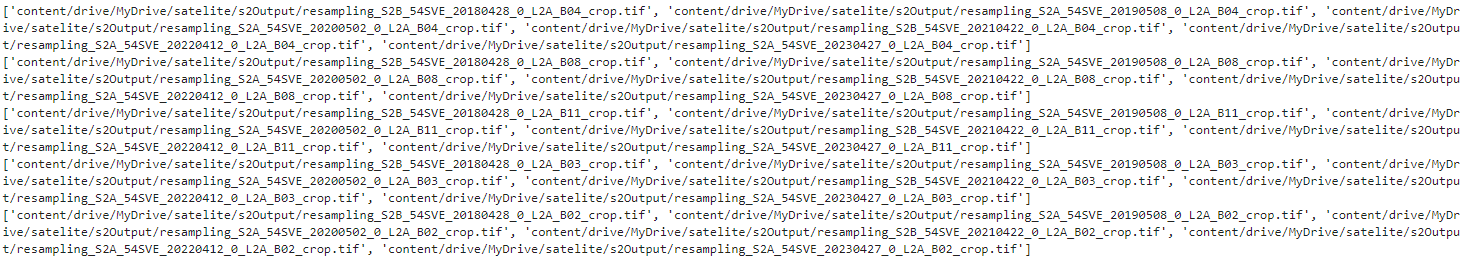 ['content/drive/MyDrive/satelite/s2Output/resampling_S2B_54SVE_20180428_0_L2A_B04_crop.tif', 'content/drive/MyDrive/satelite/s2Output/resampling_S2A_54SVE_20190508_0_L2A_B04_crop.tif', 'content/drive/MyDr
ive/satelite/s2Output/resampling_S2A_54SVE_20200502_0_L2A_B04_crop.tif', 'content/drive/MyDrive/satelite/s2Output/resampling_S2B_54SVE_20210422_0_L2A_B04_crop.tif', 'content/drive/MyDrive/satelite/s2Outpu
t/resampling_S2A_54SVE_20220412_0_L2A_B04_crop.tif', 'content/drive/MyDrive/satelite/s2Output/resampling_S2A_54SVE_20230427_0_L2A_B04_crop.tif']
['content/drive/MyDrive/satelite/s2Output/resampling_S2B_54SVE_20180428_0_L2A_B08_crop.tif', 'content/drive/MyDrive/satelite/s2Output/resampling_S2A_54SVE_20190508_0_L2A_B08_crop.tif', 'content/drive/MyDr
ive/satelite/s2Output/resampling_S2A_54SVE_20200502_0_L2A_B08_crop.tif', 'content/drive/MyDrive/satelite/s2Output/resampling_S2B_54SVE_20210422_0_L2A_B08_crop.tif', 'content/drive/MyDrive/satelite/s2Outpu
t/resampling_S2A_54SVE_20220412_0_L2A_B08_crop.tif', 'content/drive/MyDrive/satelite/s2Output/resampling_S2A_54SVE_20230427_0_L2A_B08_crop.tif']
['content/drive/MyDrive/satelite/s2Output/resampling_S2B_54SVE_20180428_0_L2A_B11_crop.tif', 'content/drive/MyDrive/satelite/s2Output/resampling_S2A_54SVE_20190508_0_L2A_B11_crop.tif', 'content/drive/MyDr
ive/satelite/s2Output/resampling_S2A_54SVE_20200502_0_L2A_B11_crop.tif', 'content/drive/MyDrive/satelite/s2Output/resampling_S2B_54SVE_20210422_0_L2A_B11_crop.tif', 'content/drive/MyDrive/satelite/s2Outpu
t/resampling_S2A_54SVE_20220412_0_L2A_B11_crop.tif', 'content/drive/MyDrive/satelite/s2Output/resampling_S2A_54SVE_20230427_0_L2A_B11_crop.tif']
['content/drive/MyDrive/satelite/s2Output/resampling_S2B_54SVE_20180428_0_L2A_B03_crop.tif', 'content/drive/MyDrive/satelite/s2Output/resampling_S2A_54SVE_20190508_0_L2A_B03_crop.tif', 'content/drive/MyDr
ive/satelite/s2Output/resampling_S2A_54SVE_20200502_0_L2A_B03_crop.tif', 'content/drive/MyDrive/satelite/s2Output/resampling_S2B_54SVE_20210422_0_L2A_B03_crop.tif', 'content/drive/MyDrive/satelite/s2Outpu
t/resampling_S2A_54SVE_20220412_0_L2A_B03_crop.tif', 'content/drive/MyDrive/satelite/s2Output/resampling_S2A_54SVE_20230427_0_L2A_B03_crop.tif']
['content/drive/MyDrive/satelite/s2Output/resampling_S2B_54SVE_20180428_0_L2A_B02_crop.tif', 'content/drive/MyDrive/satelite/s2Output/resampling_S2A_54SVE_20190508_0_L2A_B02_crop.tif', 'content/drive/MyDr
ive/satelite/s2Output/resampling_S2A_54SVE_20200502_0_L2A_B02_crop.tif', 'content/drive/MyDrive/satelite/s2Output/resampling_S2B_54SVE_20210422_0_L2A_B02_crop.tif', 'content/drive/MyDrive/satelite/s2Outpu
t/resampling_S2A_54SVE_20220412_0_L2A_B02_crop.tif', 'content/drive/MyDrive/satelite/s2Output/resampling_S2A_54SVE_20230427_0_L2A_B02_crop.tif']